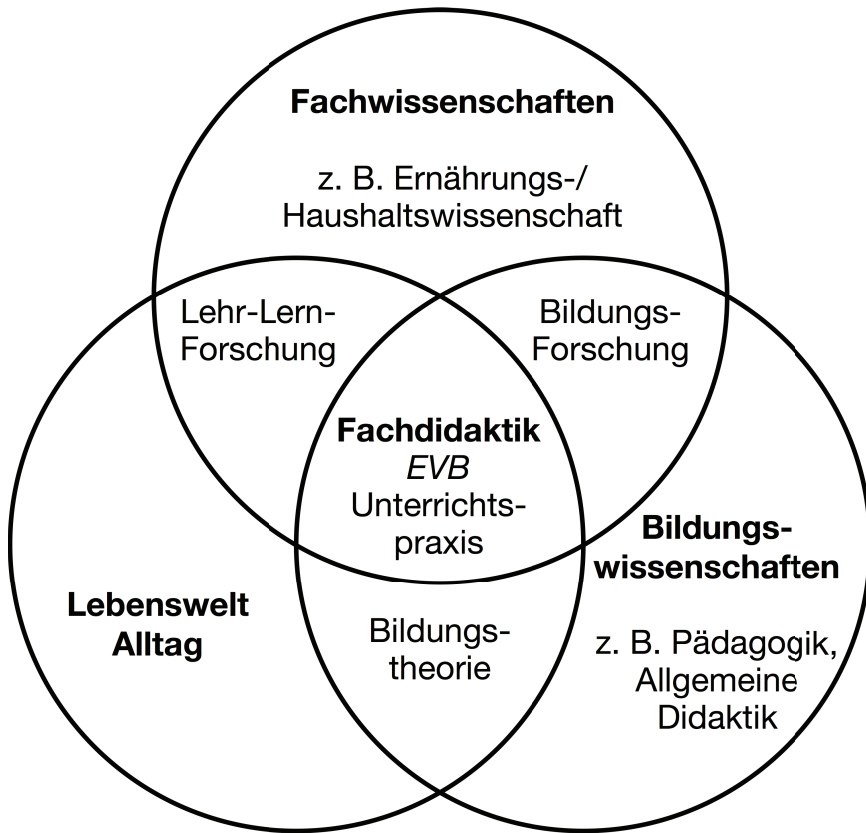 Fachwissenschaften
z. B. Ernährungs-/
Haushaltswissenschaft
Lehr-Lern-
Forschung
Bildungs-
Forschung
Fachdidaktik
EVB
Unterrichts-
praxis
Bildungs-
wissenschaften
z. B. Pädagogik,
Allgemeine
Didaktik
Lebenswelt
Alltag
Bildungs-
theorie